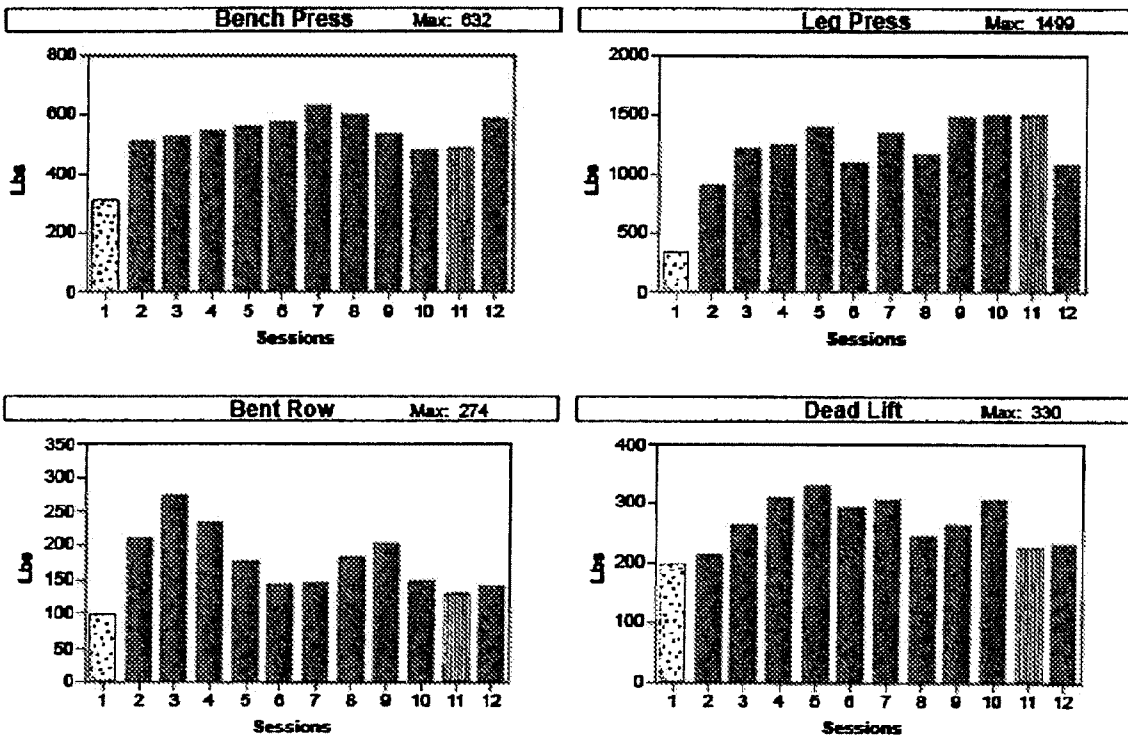 Bench Press Max: 632
800
600
400
200
0
Lbs
1 2 3 4 5 6 7 8 9 10 11 12
Sessions
Leg Press Max: 1499
2000
1500
1000
500
0
Lbs
1 2 3 4 5 6 7 8 9 10 11 12
Sessions
Bent Row Max: 274
350
300
250
200
150
100
50
0
Lbs
1 2 3 4 5 6 7 8 9 10 11 12
Sessions
Dead Lift Max: 330
400
300
200
100
0
Lbs
1 2 3 4 5 6 7 8 9 10 11 12
Sessions